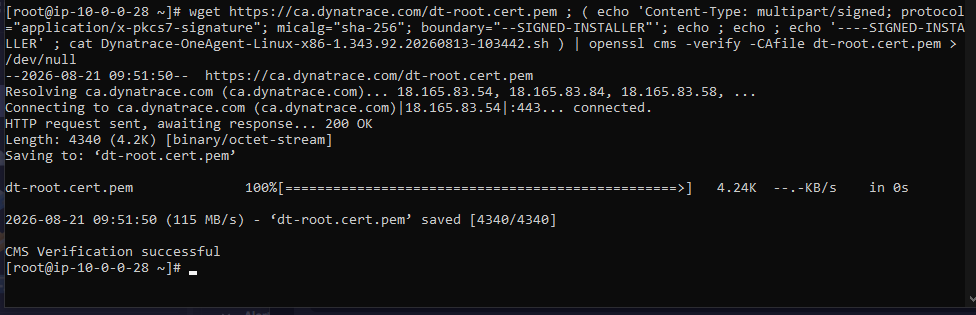 [root@ip-10-0-0-28 ~]# wget https://ca.dynatrace.com/dt-root.cert.pem ; ( echo 'Content-Type: multipart/signed; protocol
="application/x-pkcs7-signature"; micalg="sha-256"; boundary="--SIGNED-INSTALLER"'; echo ; echo ; echo '----SIGNED-INSTA
LLER' ; cat Dynatrace-OneAgent-Linux-x86-1.343.92.20260813-103442.sh ) | openssl cms -verify -CAfile dt-root.cert.pem >
/dev/null
--2026-08-21 09:51:50--  https://ca.dynatrace.com/dt-root.cert.pem
Resolving ca.dynatrace.com (ca.dynatrace.com)... 18.165.83.54, 18.165.83.84, 18.165.83.58, ...
Connecting to ca.dynatrace.com (ca.dynatrace.com)|18.165.83.54|:443... connected.
HTTP request sent, awaiting response... 200 OK
Length: 4340 (4.2K) [binary/octet-stream]
Saving to: ‘dt-root.cert.pem’
dt-root.cert.pem              100%[=================================================>]   4.24K  --.-KB/s    in 0s
2026-08-21 09:51:50 (115 MB/s) - ‘dt-root.cert.pem’ saved [4340/4340]
CMS Verification successful
[root@ip-10-0-0-28 ~]#